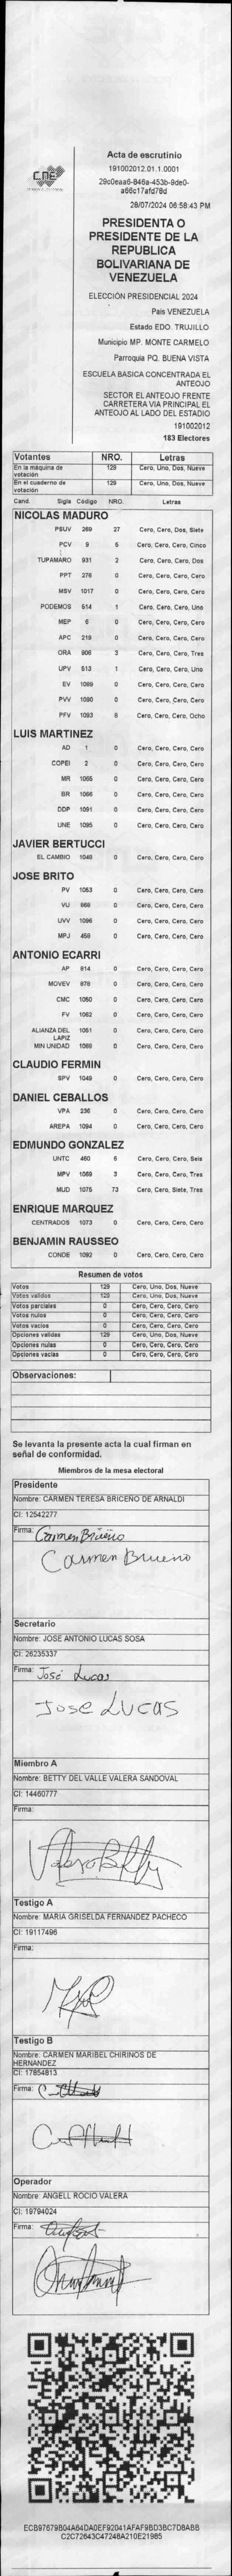 CNE
Acta de escrutinio
191002012.01.1.0001
29c0eaa6-846a-453b-9de0-
a66c17afd78d
28/07/2024 06:58:43 PM
PRESIDENTA O
PRESIDENTE DE LA
REPUBLICA
BOLIVARIANA DE
VENEZUELA
ELECCIÓN PRESIDENCIAL 2024
País VENEZUELA
Estado EDO. TRUJILLO
Municipio MP. MONTE CARMELO
Parroquia PQ. BUENA VISTA
ESCUELA BASICA CONCENTRADA EL
ANTEOJO
SECTOR EL ANTEOJO FRENTE
CARRETERA VIA PRINCIPAL EL
ANTEOJO AL LADO DEL ESTADIO
191002012
183 Electores
Votantes NRO. Letras
En la máquina de votación 129 Cero, Uno, Dos, Nueve
En el cuaderno de votación 129 Cero, Uno, Dos, Nueve
Cand. Sigla Código NRO. Letras
NICOLAS MADURO
PSUV 269 27 Cero, Cero, Dos, Siete
PCV 9 5 Cero, Cero, Cero, Cinco
TUPAMARO 931 2 Cero, Cero, Cero, Dos
PPT 276 0 Cero, Cero, Cero, Cero
MSV 1017 0 Cero, Cero, Cero, Cero
PODEMOS 514 1 Cero, Cero, Cero, Uno
MEP 6 0 Cero, Cero, Cero, Cero
APC 219 0 Cero, Cero, Cero, Cero
ORA 906 3 Cero, Cero, Cero, Tres
UPV 513 1 Cero, Cero, Cero, Uno
EV 1089 0 Cero, Cero, Cero, Cero
PVV 1090 0 Cero, Cero, Cero, Cero
PFV 1093 8 Cero, Cero, Cero, Ocho
LUIS MARTINEZ
AD 1 0 Cero, Cero, Cero, Cero
COPEI 2 0 Cero, Cero, Cero, Cero
MR 1065 0 Cero, Cero, Cero, Cero
BR 1066 0 Cero, Cero, Cero, Cero
DDP 1091 0 Cero, Cero, Cero, Cero
UNE 1095 0 Cero, Cero, Cero, Cero
JAVIER BERTUCCI
EL CAMBIO 1048 0 Cero, Cero, Cero, Cero
JOSE BRITO
PV 1053 0 Cero, Cero, Cero, Cero
VU 868 0 Cero, Cero, Cero, Cero
UVV 1096 0 Cero, Cero, Cero, Cero
MPJ 458 0 Cero, Cero, Cero, Cero
ANTONIO ECARRI
AP 814 0 Cero, Cero, Cero, Cero
MOVEV 878 0 Cero, Cero, Cero, Cero
CMC 1050 0 Cero, Cero, Cero, Cero
FV 1062 0 Cero, Cero, Cero, Cero
ALIANZA DEL LAPIZ 1051 0 Cero, Cero, Cero, Cero
MIN UNIDAD 1068 0 Cero, Cero, Cero, Cero
CLAUDIO FERMIN
SPV 1049 0 Cero, Cero, Cero, Cero
DANIEL CEBALLOS
VPA 236 0 Cero, Cero, Cero, Cero
AREPA 1094 0 Cero, Cero, Cero, Cero
EDMUNDO GONZALEZ
UNTC 460 6 Cero, Cero, Cero, Seis
MPV 1069 3 Cero, Cero, Cero, Tres
MUD 1075 73 Cero, Cero, Siete, Tres
ENRIQUE MARQUEZ
CENTRADOS 1073 0 Cero, Cero, Cero, Cero
BENJAMIN RAUSSEO
CONDE 1092 0 Cero, Cero, Cero, Cero
Resumen de votos
Votos 129 Cero, Uno, Dos, Nueve
Votos validos 129 Cero, Uno, Dos, Nueve
Votos parciales 0 Cero, Cero, Cero, Cero
Votos nulos 0 Cero, Cero, Cero, Cero
Votos vacios 0 Cero, Cero, Cero, Cero
Opciones validas 129 Cero, Uno, Dos, Nueve
Opciones nulas 0 Cero, Cero, Cero, Cero
Opciones vacias 0 Cero, Cero, Cero, Cero
Observaciones:
Se levanta la presente acta la cual firman en
señal de conformidad.
Miembros de la mesa electoral
Presidente
Nombre: CARMEN TERESA BRICEÑO DE ARNALDI
CI: 12542277
Firma: Carmen Briceño
Carmen Briceno
Secretario
Nombre: JOSE ANTONIO LUCAS SOSA
CI: 26235337
Firma: José Lucas
Jose Lucas
Miembro A
Nombre: BETTY DEL VALLE VALERA SANDOVAL
CI: 14460777
Firma:
Valera Betty
Testigo A
Nombre: MARIA GRISELDA FERNANDEZ PACHECO
CI: 19117496
Firma:
Testigo B
Nombre: CARMEN MARIBEL CHIRINOS DE
HERNANDEZ
CI: 17854813
Firma:
Operador
Nombre: ANGELL ROCIO VALERA
CI: 19794024
Firma:
ECB97679B04A64DA0EF92041AFAF9BD3BC7D8ABB
C2C72643C47248A210E21985